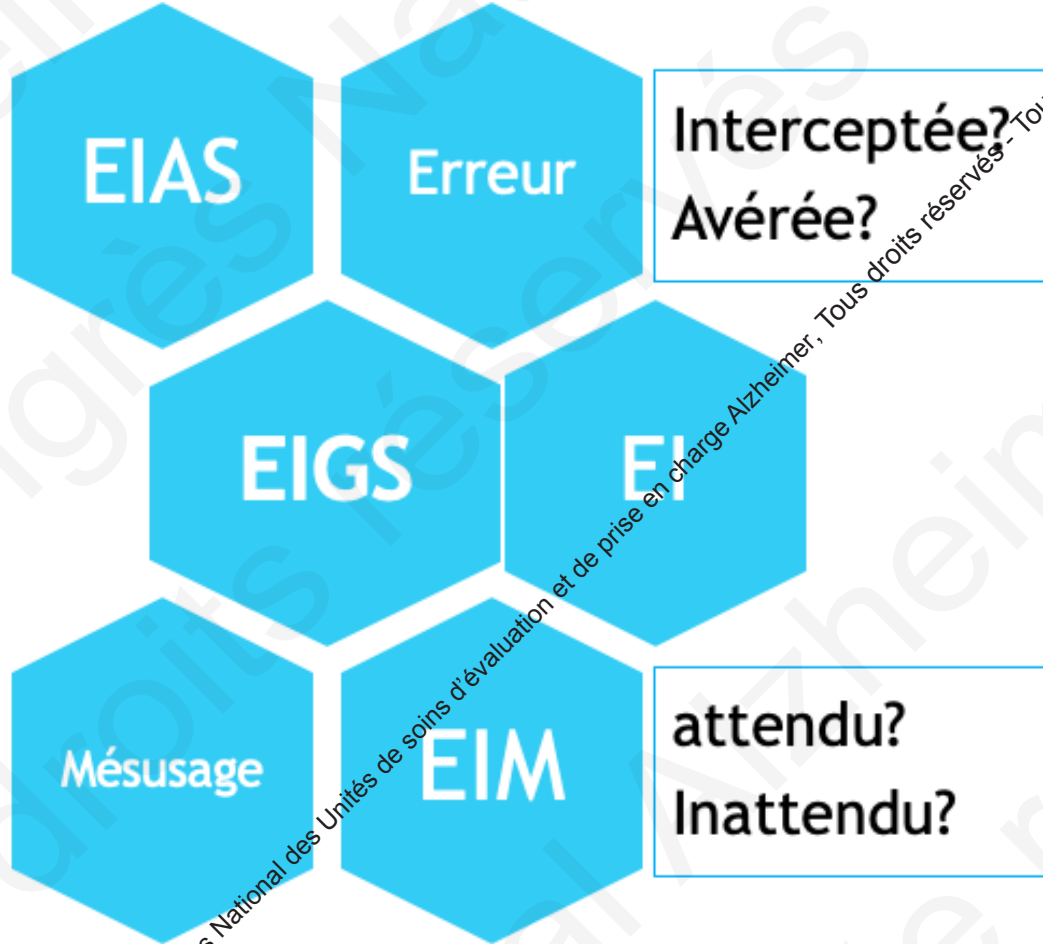 EIAS
Erreur
Interceptée?
Avérée?
EIGS
EI
Mésusage
EIM
attendu?
Inattendu?
National des Unités de soins d'évaluation et de prise en charge Alzheimer, Tous droits réservés -